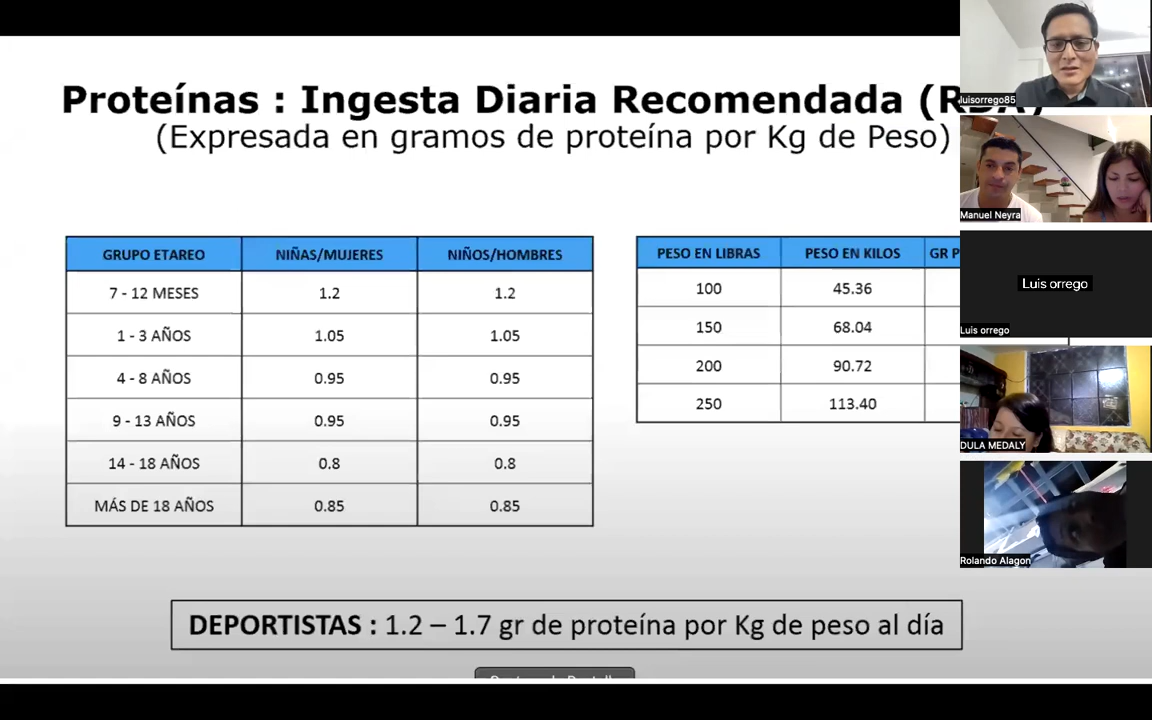 Proteínas : Ingesta Diaria Recomendada
(Expresada en gramos de proteína por Kg de Peso)
GRUPO ETAREO NIÑAS/MUJERES NIÑOS/HOMBRES
7 - 12 MESES 1.2 1.2
1 - 3 AÑOS 1.05 1.05
4 - 8 AÑOS 0.95 0.95
9 - 13 AÑOS 0.95 0.95
14 - 18 AÑOS 0.8 0.8
MÁS DE 18 AÑOS 0.85 0.85
PESO EN LIBRAS PESO EN KILOS GR
100 45.36
150 68.04
200 90.72
250 113.40
DEPORTISTAS : 1.2 – 1.7 gr de proteína por Kg de peso al día
luisorrego85
Manuel Neyra
Luis orrego
Luis orrego
DULA MEDALY
Rolando Alagon